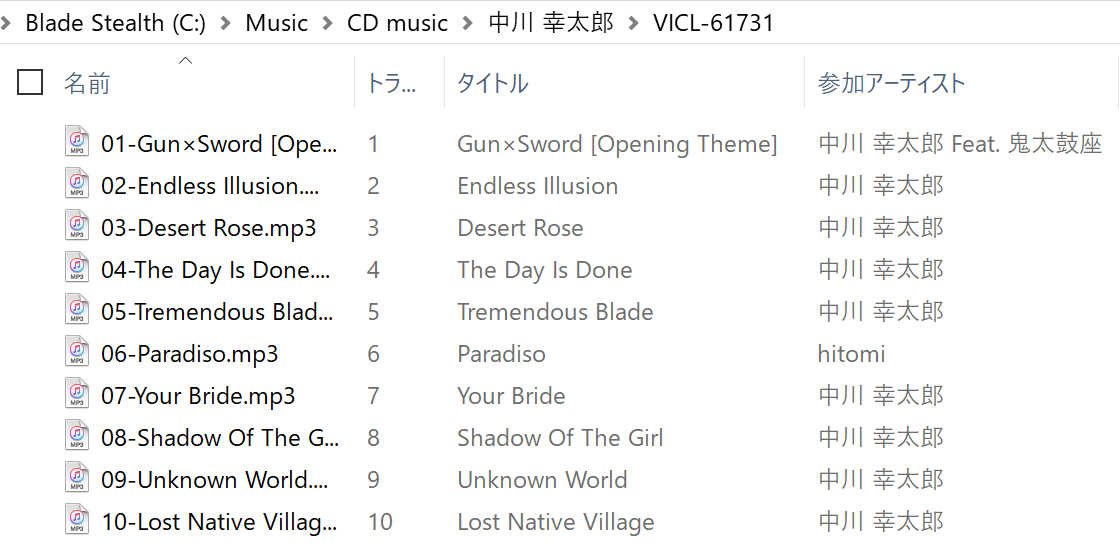 Blade Stealth (C:) > Music > CD music > 中川 幸太郎 > VICL-61731
名前 トラ... タイトル 参加アーティスト
01-Gun×Sword [Ope... 1 Gun×Sword [Opening Theme] 中川 幸太郎 Feat. 鬼太鼓座
02-Endless Illusion.... 2 Endless Illusion 中川 幸太郎
03-Desert Rose.mp3 3 Desert Rose 中川 幸太郎
04-The Day Is Done.... 4 The Day Is Done 中川 幸太郎
05-Tremendous Blad... 5 Tremendous Blade 中川 幸太郎
06-Paradiso.mp3 6 Paradiso hitomi
07-Your Bride.mp3 7 Your Bride 中川 幸太郎
08-Shadow Of The G... 8 Shadow Of The Girl 中川 幸太郎
09-Unknown World.... 9 Unknown World 中川 幸太郎
10-Lost Native Villag... 10 Lost Native Village 中川 幸太郎